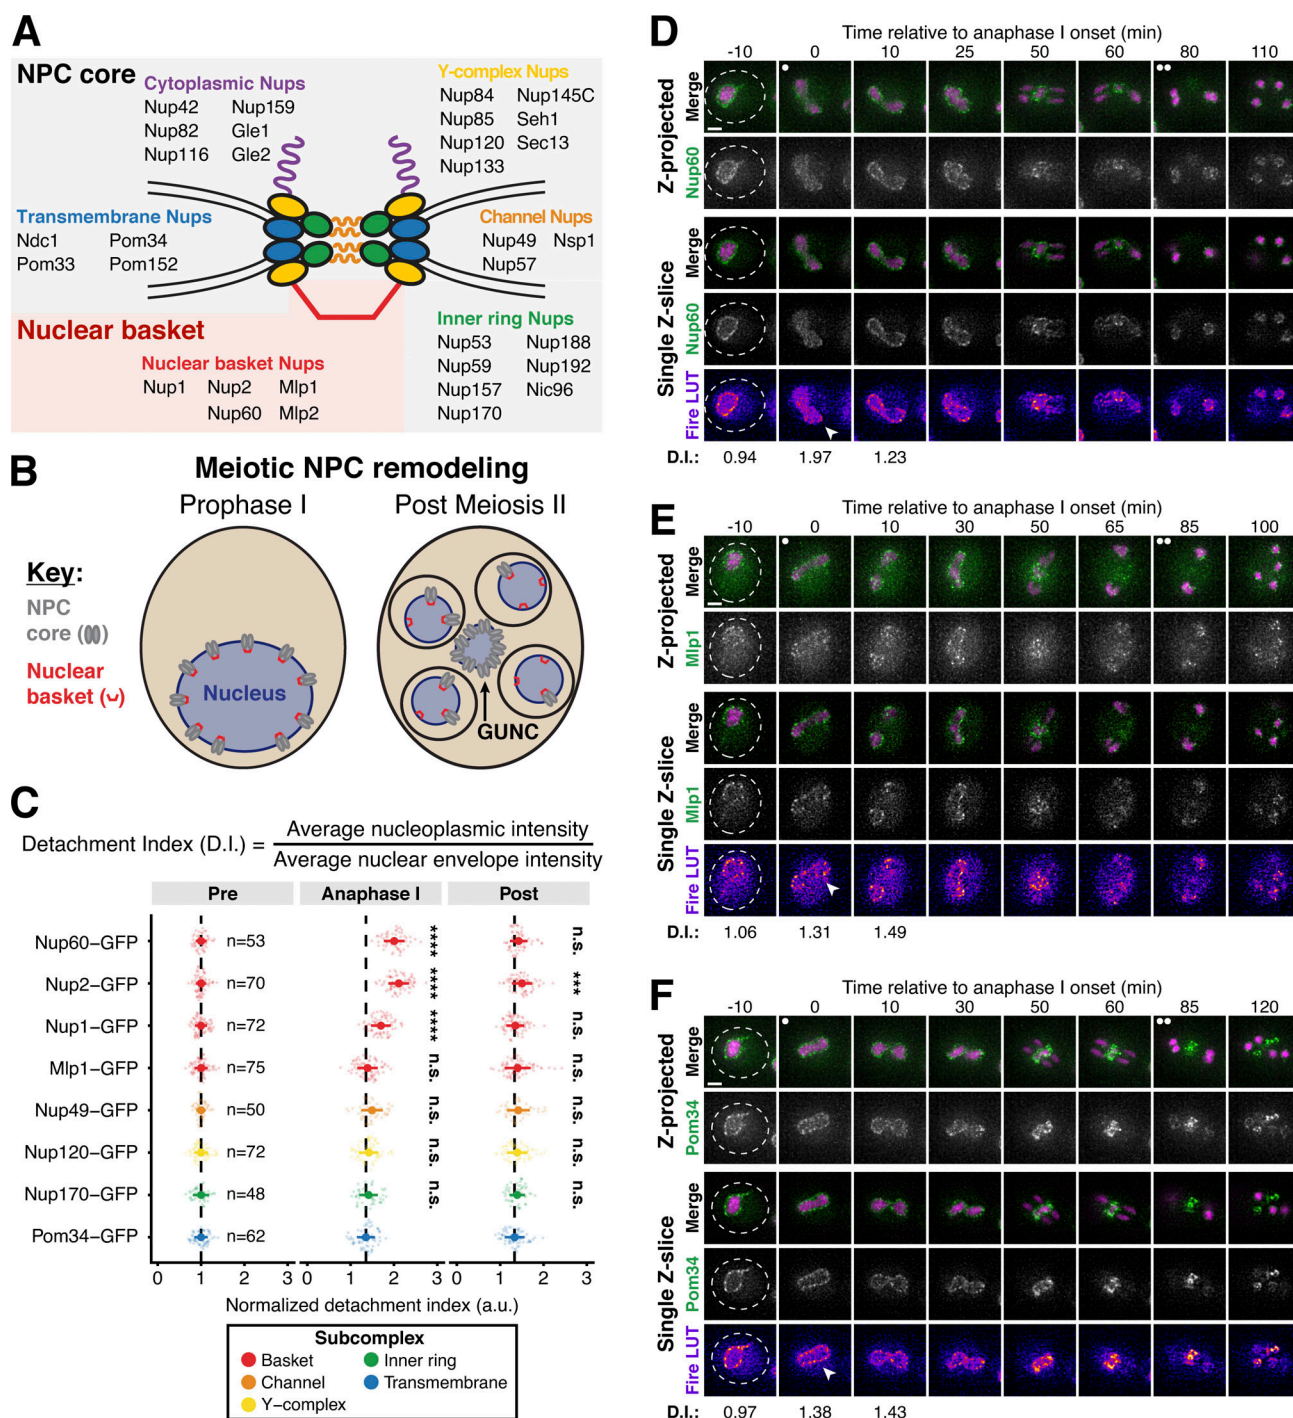 A
NPC core
Cytoplasmic Nups
Nup42 Nup159
Nup82 Gle1
Nup116 Gle2
Y-complex Nups
Nup84 Nup145C
Nup85 Seh1
Nup120 Sec13
Nup133
Transmembrane Nups
Ndc1 Pom34
Pom33 Pom152
Channel Nups
Nup49 Nsp1
Nup57
Nuclear basket
Nuclear basket Nups
Nup1 Nup2 Mlp1
Nup60 Mlp2
Inner ring Nups
Nup53 Nup188
Nup59 Nup192
Nup157 Nic96
Nup170
B
Meiotic NPC remodeling
Prophase I Post Meiosis II
Key:
NPC
core ()
Nuclear
basket ()
Nucleus
GUNC
C
Detachment Index (D.I.) =
Average nucleoplasmic intensity
Average nuclear envelope intensity
Pre Anaphase I Post
Nup60–GFP n=53 **** n.s.
Nup2–GFP n=70 **** ***
Nup1–GFP n=72 **** n.s.
Mlp1–GFP n=75 n.s. n.s.
Nup49–GFP n=50 n.s. n.s.
Nup120–GFP n=72 n.s. n.s.
Nup170–GFP n=48 n.s n.s.
Pom34–GFP n=62
0 1 2 3 0 1 2 3 0 1 2 3
Normalized detachment index (a.u.)
Subcomplex
Basket Inner ring
Channel Transmembrane
Y–complex
D
Time relative to anaphase I onset (min)
-10 0 10 25 50 60 80 110
Z-projected
Merge
Nup60
Single Z-slice
Merge
Nup60
Fire LUT
D.I.: 0.94 1.97 1.23
E
Time relative to anaphase I onset (min)
-10 0 10 30 50 65 85 100
Z-projected
Merge
Mlp1
Single Z-slice
Merge
Mlp1
Fire LUT
D.I.: 1.06 1.31 1.49
F
Time relative to anaphase I onset (min)
-10 0 10 30 50 60 85 120
Z-projected
Merge
Pom34
Single Z-slice
Merge
Pom34
Fire LUT
D.I.: 0.97 1.38 1.43